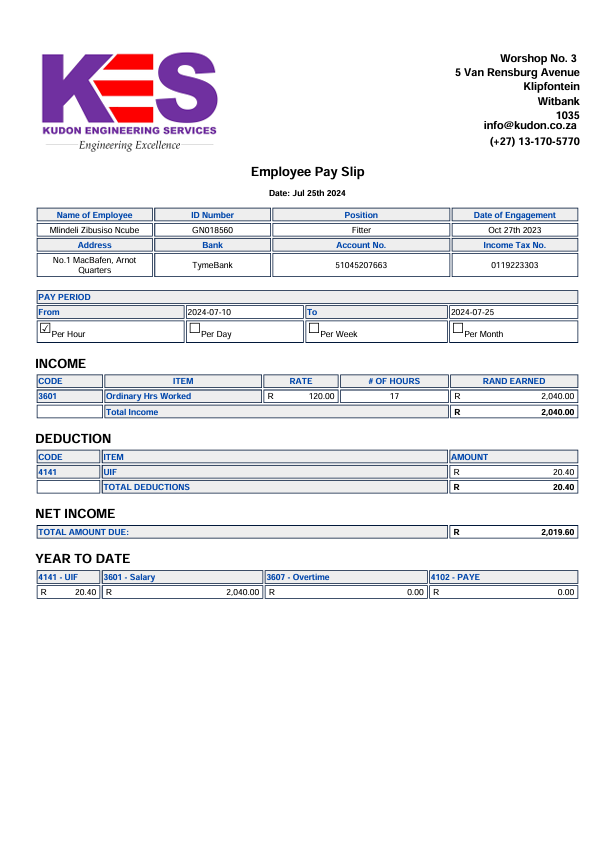 KES
KUDON ENGINEERING SERVICES
Engineering Excellence
Worshop No. 3
5 Van Rensburg Avenue
Klipfontein
Witbank
1035
info@kudon.co.za
(+27) 13-170-5770
Employee Pay Slip
Date: Jul 25th 2024
Name of Employee ID Number Position Date of Engagement
Mlindeli Zibusiso Ncube GN018560 Fitter Oct 27th 2023
Address Bank Account No. Income Tax No.
No.1 MacBafen, Arnot
Quarters TymeBank 51045207663 0119223303
PAY PERIOD
From 2024-07-10 To 2024-07-25
☑ Per Hour ☐ Per Day ☐ Per Week ☐ Per Month
INCOME
CODE ITEM RATE # OF HOURS RAND EARNED
3601 Ordinary Hrs Worked R 120.00 17 R 2,040.00
Total Income R 2,040.00
DEDUCTION
CODE ITEM AMOUNT
4141 UIF R 20.40
TOTAL DEDUCTIONS R 20.40
NET INCOME
TOTAL AMOUNT DUE: R 2,019.60
YEAR TO DATE
4141 - UIF 3601 - Salary 3607 - Overtime 4102 - PAYE
R 20.40 R 2,040.00 R 0.00 R 0.00